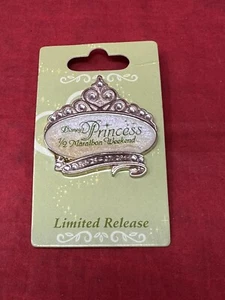 Disney's
Princess
1/2 Marathon Weekend
Limited Release